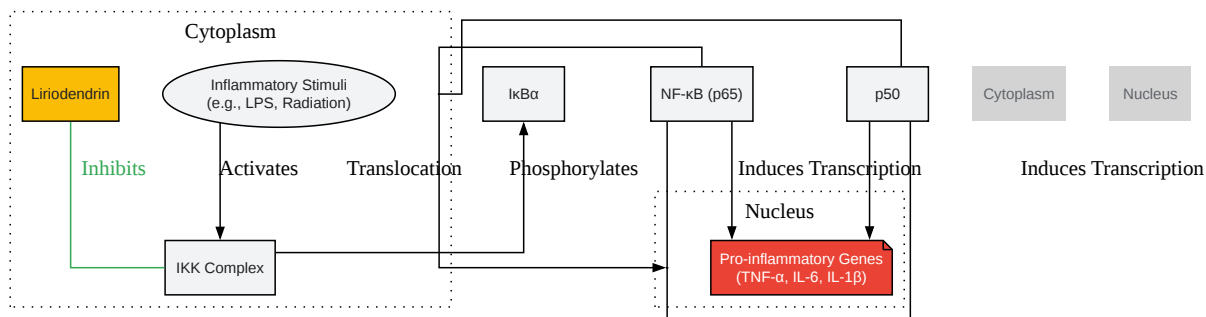 Cytoplasm
Liriodendrin
Inflammatory Stimuli
(e.g., LPS, Radiation)
IκBα
NF-κB (p65)
p50
Cytoplasm
Nucleus
Inhibits
Activates
Translocation
Phosphorylates
Induces Transcription
Induces Transcription
Nucleus
IKK Complex
Pro-inflammatory Genes
(TNF-α, IL-6, IL-1β)